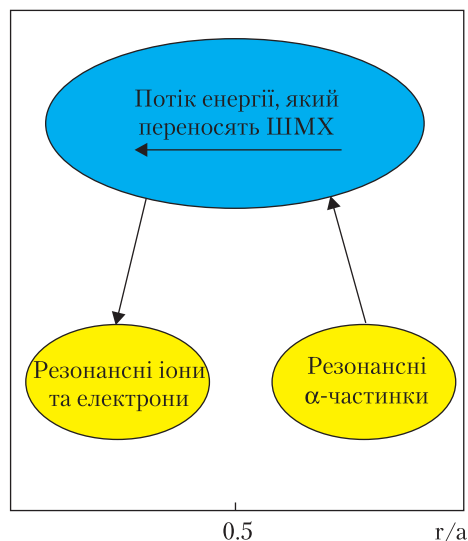 Потік енергії, який
переносять ШМХ
Резонансні іони
та електрони
Резонансні
α-частинки
0.5
r/a